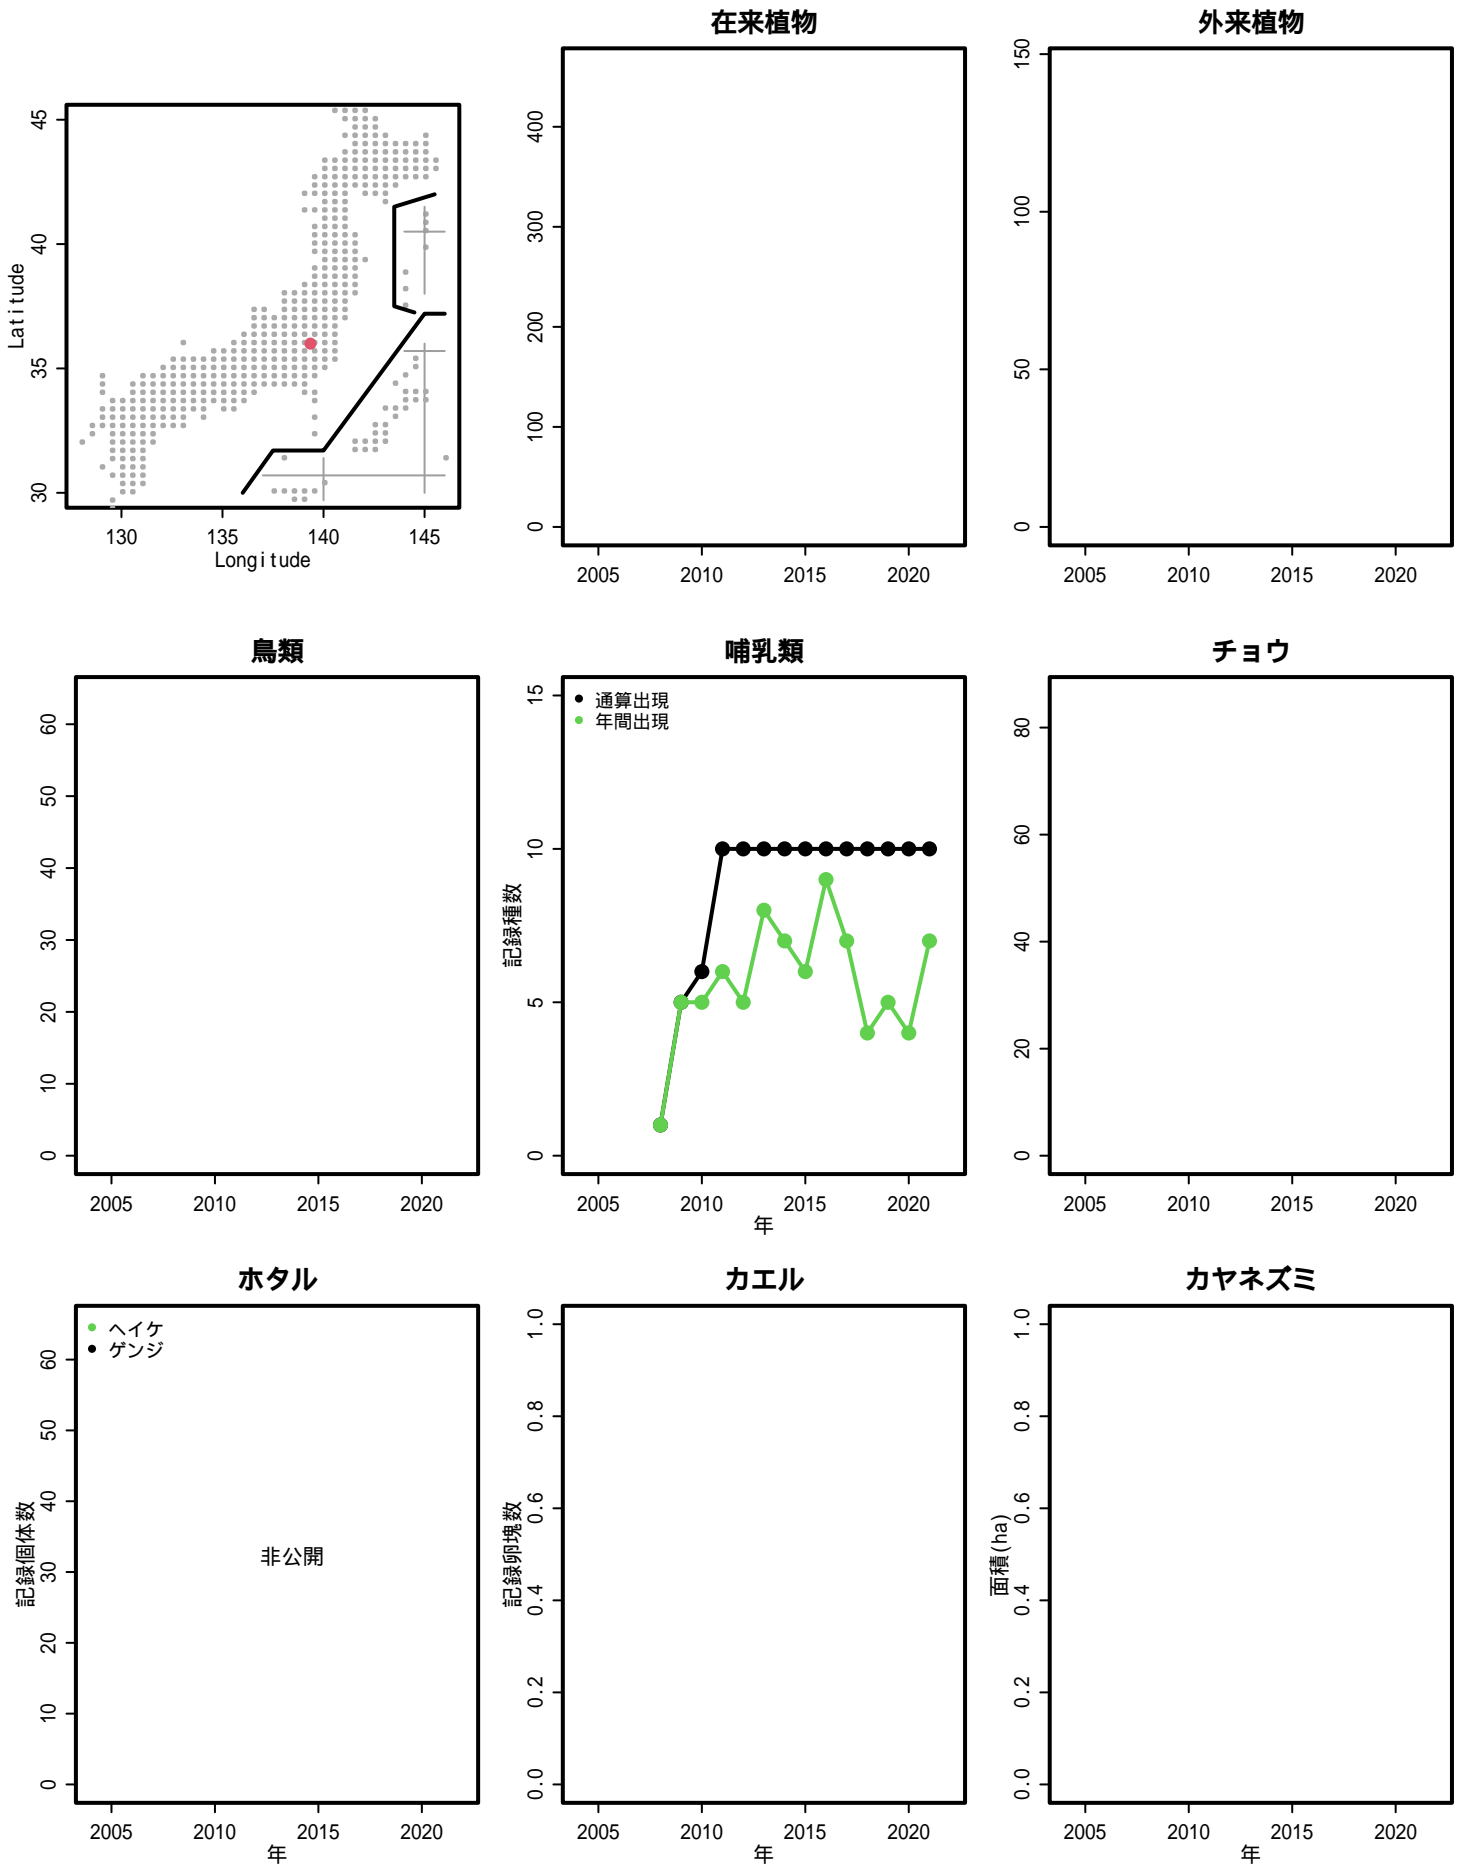 在来植物
外来植物
Latitude
45
40
35
30
130 135 140 145
Longitude
400
300
200
100
0
2005 2010 2015 2020
150
100
50
0
2005 2010 2015 2020
鳥類
哺乳類
チョウ
60
50
40
30
20
10
0
2005 2010 2015 2020
通算出現
年間出現
記録種数
15
10
5
0
2005 2010 2015 2020
年
80
60
40
20
0
2005 2010 2015 2020
ホタル
カエル
カヤネズミ
ヘイケ
ゲンジ
記録個体数
60
50
40
30
20
10
0
非公開
2005 2010 2015 2020
年
記録卵塊数
1.0
0.8
0.6
0.4
0.2
0.0
2005 2010 2015 2020
年
面積(ha)
1.0
0.8
0.6
0.4
0.2
0.0
2005 2010 2015 2020
年